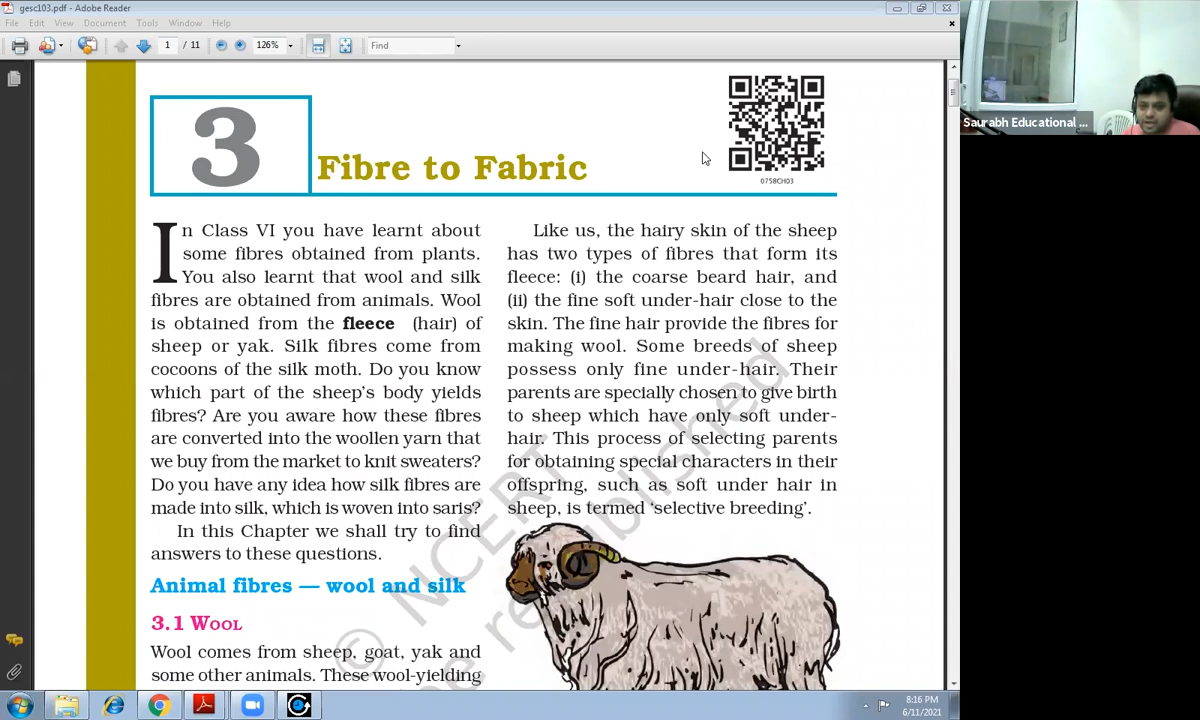 gesc103.pdf - Adobe Reader
File Edit View Document Tools Window Help
1 / 11 126% Find
3
Fibre to Fabric
0758CH03
In Class VI you have learnt about
some fibres obtained from plants.
You also learnt that wool and silk
fibres are obtained from animals. Wool
is obtained from the fleece (hair) of
sheep or yak. Silk fibres come from
cocoons of the silk moth. Do you know
which part of the sheep's body yields
fibres? Are you aware how these fibres
are converted into the woollen yarn that
we buy from the market to knit sweaters?
Do you have any idea how silk fibres are
made into silk, which is woven into saris?
In this Chapter we shall try to find
answers to these questions.
Animal fibres — wool and silk
3.1 WOOL
Wool comes from sheep, goat, yak and
some other animals. These wool-yielding
Like us, the hairy skin of the sheep
has two types of fibres that form its
fleece: (i) the coarse beard hair, and
(ii) the fine soft under-hair close to the
skin. The fine hair provide the fibres for
making wool. Some breeds of sheep
possess only fine under-hair. Their
parents are specially chosen to give birth
to sheep which have only soft under-
hair. This process of selecting parents
for obtaining special characters in their
offspring, such as soft under hair in
sheep, is termed 'selective breeding'.
© NCERT
be republished
Saurabh Educational ...
8:16 PM
6/11/2021